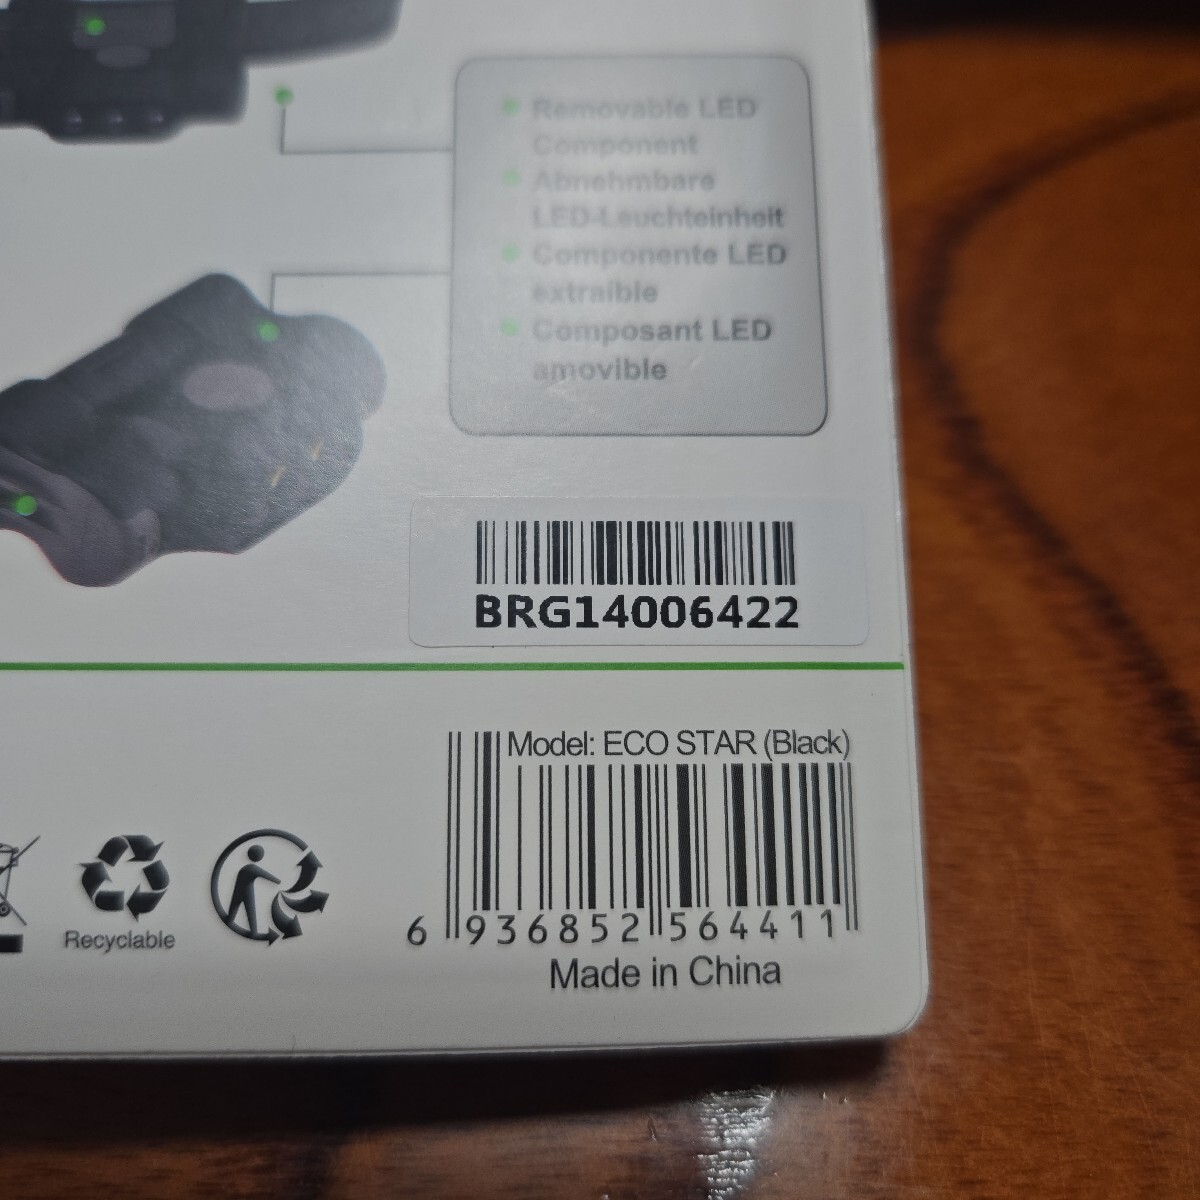 Removable LED
Component
Abnehmbare
LED-Leuchteinheit
Componente LED
extraíble
Composant LED
amovible
BRG14006422
Model: ECO STAR (Black)
6 936852 564411
Recyclable
Made in China